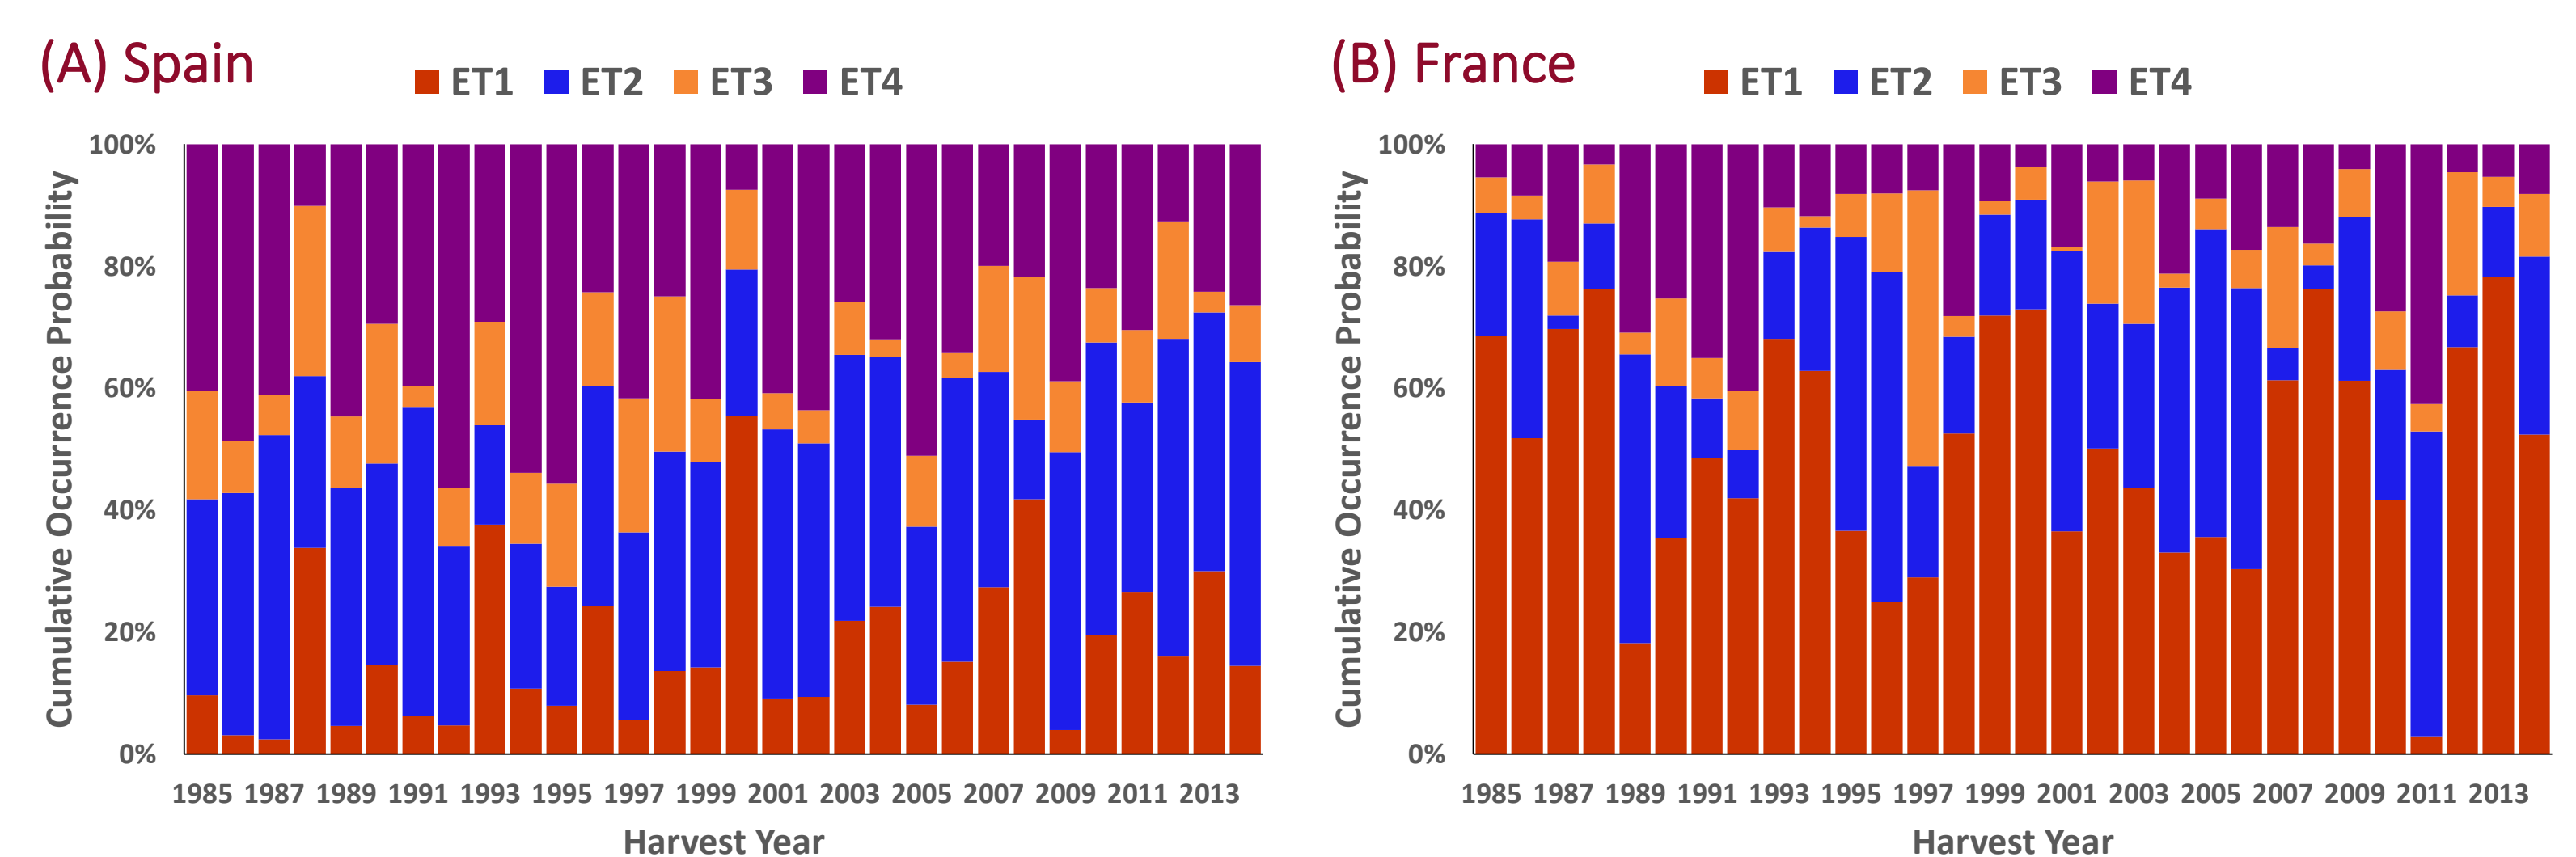 (A) Spain
ET1 ET2 ET3 ET4
Cumulative Occurrence Probability
100%
80%
60%
40%
20%
0%
1985 1987 1989 1991 1993 1995 1997 1999 2001 2003 2005 2007 2009 2011 2013
Harvest Year
(B) France
ET1 ET2 ET3 ET4
Cumulative Occurrence Probability
100%
80%
60%
40%
20%
0%
1985 1987 1989 1991 1993 1995 1997 1999 2001 2003 2005 2007 2009 2011 2013
Harvest Year